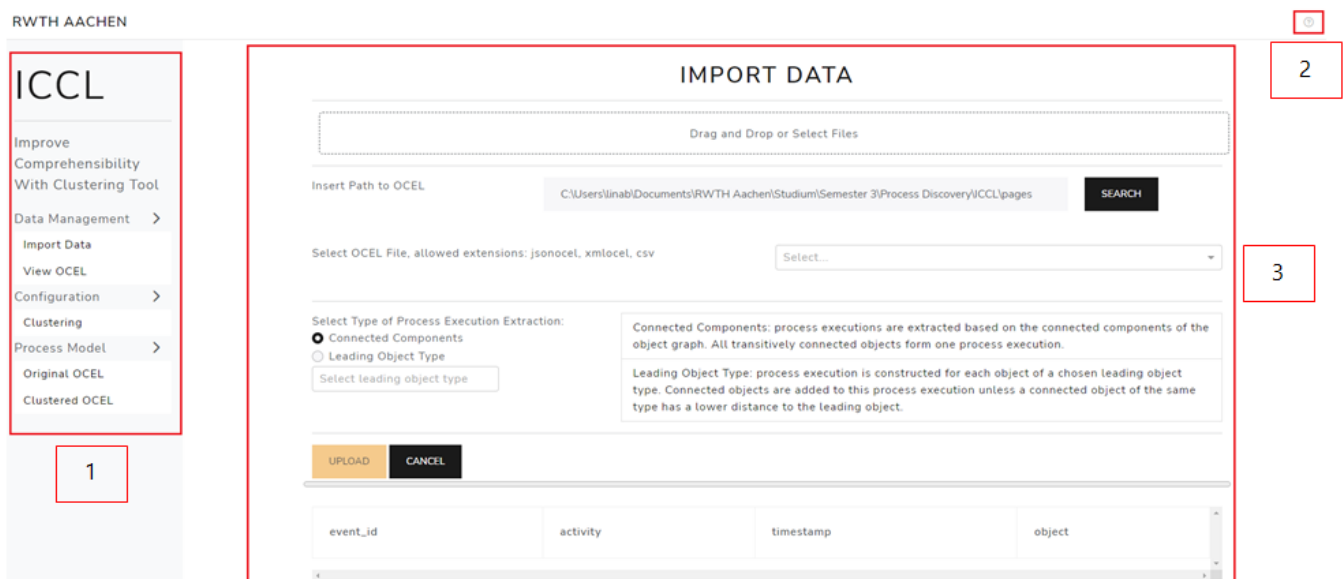 RWTH AACHEN
2
ICCL
Improve
Comprehensibility
With Clustering Tool
Data Management
Import Data
View OCEL
Configuration
Clustering
Process Model
Original OCEL
Clustered OCEL
1
IMPORT DATA
Drag and Drop or Select Files
Insert Path to OCEL
C:\Users\linab\Documents\RWTH Aachen\Studium\Semester 3\Process Discovery\ICCL\pages
SEARCH
Select OCEL File, allowed extensions: jsonocel, xmlocel, csv
Select...
3
Select Type of Process Execution Extraction:
Connected Components
Leading Object Type
Select leading object type
Connected Components: process executions are extracted based on the connected components of the
object graph. All transitively connected objects form one process execution.
Leading Object Type: process execution is constructed for each object of a chosen leading object
type. Connected objects are added to this process execution unless a connected object of the same
type has a lower distance to the leading object.
UPLOAD
CANCEL
event_id activity timestamp object